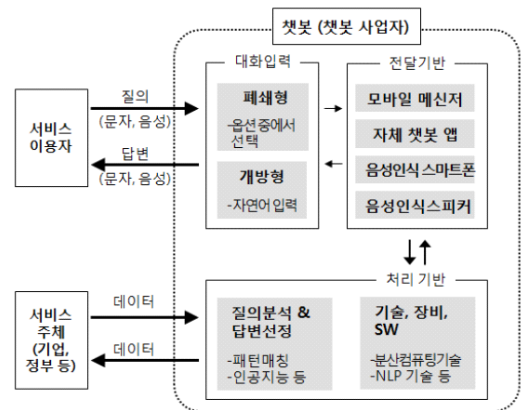 챗봇 (챗봇 사업자)
대화입력
전달기반
질의
(문자, 음성)
서비스
이용자
답변
(문자, 음성)
폐쇄형
-옵션중에서
선택
개방형
-자연어입력
모바일 메신저
자체 챗봇 앱
음성인식 스마트폰
음성인식스피커
처리 기반
서비스
주체
(기업,
정부 등)
데이터
데이터
질의분석 &
답변선정
-패턴매칭
-인공지능 등
기술, 장비,
SW
-분산컴퓨팅기술
-NLP 기술 등